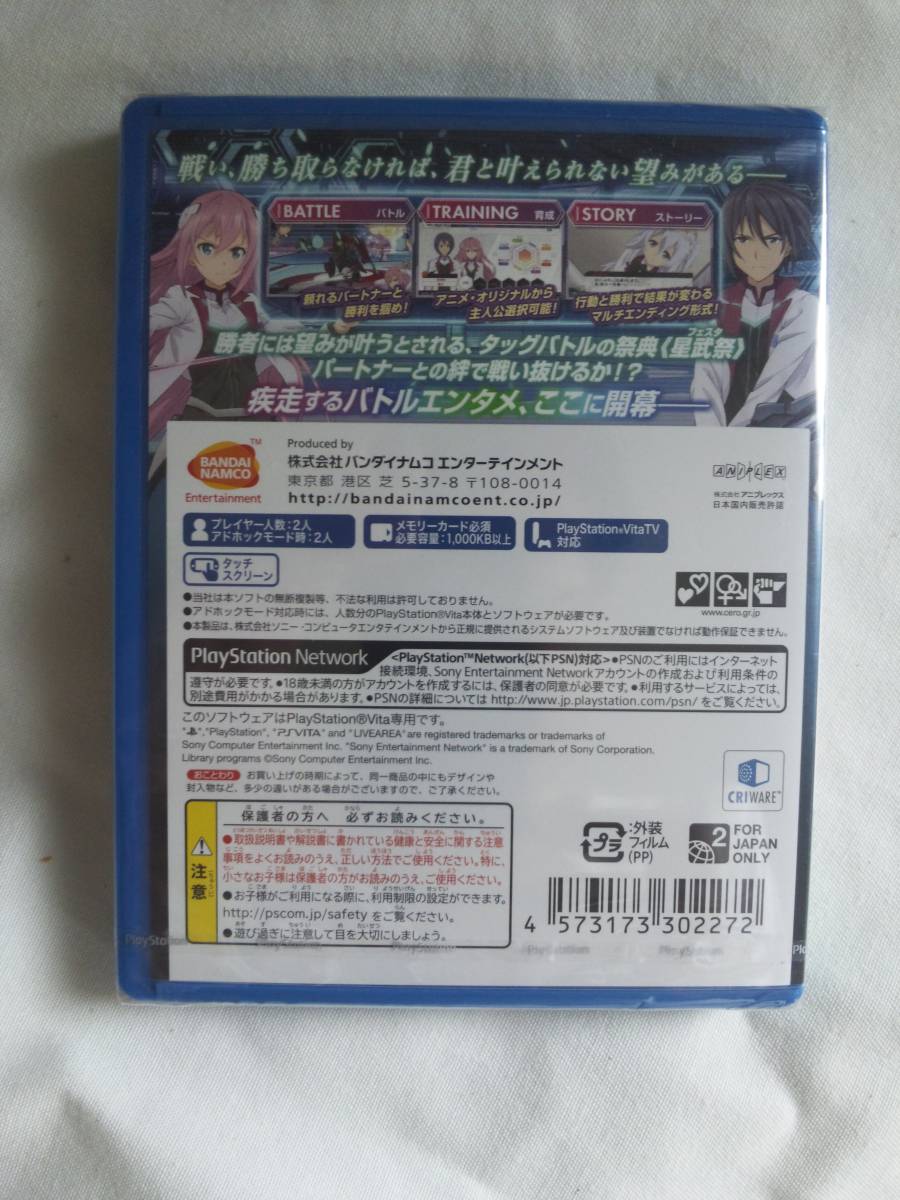 戦い、勝ち取らなければ、君と叶えられない望みがある――
BATTLE バトル
TRAINING 育成
STORY ストーリー
頼れるパートナーと
勝利を掴め!
アニメ・オリジナルから
主人公選択可能!
行動と勝利で結果が変わる
マルチエンディング形式!
フェスタ
勝者には望みが叶うとされる、タッグバトルの祭典《星武祭》
パートナーとの絆で戦い抜けるか!?
疾走するバトルエンタメ、ここに開幕――
BANDAI
NAMCO
TM
Entertainment
Produced by
株式会社 バンダイナムコ エンターテインメント
東京都 港区 芝 5-37-8 〒108-0014
http://bandainamcoent.co.jp/
ANIPLEX
株式会社 アニプレックス
日本国内販売許諾
プレイヤー人数:2人
アドホックモード時:2人
メモリーカード必須
必要容量:1,000KB以上
PlayStation®VitaTV
対応
タッチ
スクリーン
www.cero.gr.jp
●当社は本ソフトの無断複製等、不法な利用は許可しておりません。
●アドホックモード対応時には、人数分のPlayStation®Vita本体とソフトウェアが必要です。
●本製品は、株式会社ソニー・コンピュータエンタテインメントから正規に提供されるシステムソフトウェア及び装置でなければ動作保証できません。
PlayStation Network <PlayStation™Network(以下PSN)対応>●PSNのご利用にはインターネット
接続環境、Sony Entertainment Networkアカウントの作成および利用条件の
遵守が必要です。●18歳未満の方がアカウントを作成するには、保護者の同意が必要です。●利用するサービスによっては、
別途費用がかかる場合があります。●PSNの詳細については http://www.jp.playstation.com/psn/ をご覧ください。
このソフトウェアはPlayStation®Vita専用です。
"PlayStation", "PSVITA" and "LIVEAREA" are registered trademarks or trademarks of
Sony Computer Entertainment Inc. "Sony Entertainment Network" is a trademark of Sony Corporation.
Library programs ©Sony Computer Entertainment Inc.
おことわり お買い上げの時期によって、同一商品の中にもデザインや
封入物など、多少の違いがある場合がございますので、ご了承ください。
CRIWARE™
注意
保護者の方へ 必ずお読みください。
●取扱説明書や解説書に書かれている健康と安全に関する注意
事項をよくお読みのうえ、正しい方法でご使用ください。特に、
小さなお子様は保護者の方がお読みのうえ、ご使用ください。
●お子様がご利用になる際に、利用制限の設定ができます。
http://pscom.jp/safety をご覧ください。
●遊び過ぎに注意して目を大切にしましょう。
プラ
:外装
フィルム
(PP)
2
FOR
JAPAN
ONLY
4 573173 302272
PlayStation
PlayStation
PlayStation
PlayStation
PlayStation